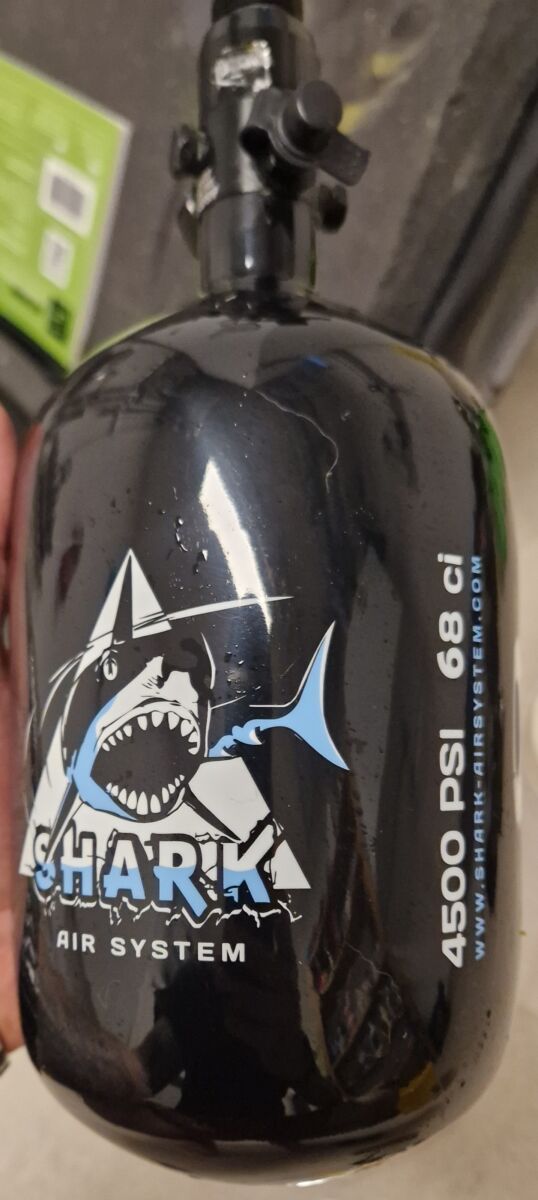 SHARK
AIR SYSTEM
4500 PSI 68 ci
WWW.SHARK-AIRSYSTEM.COM